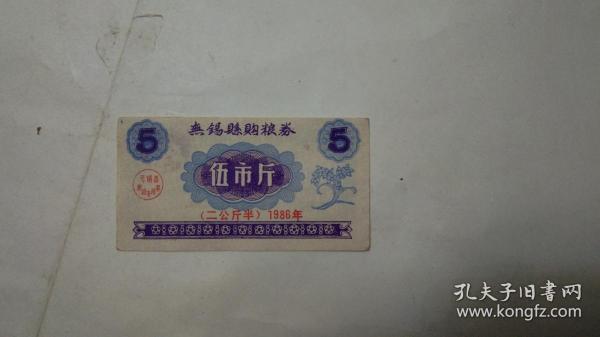 無錫縣购粮券
5
5
伍市斤
（二公斤半）1986年
孔夫子旧書网
www.kongfz.com